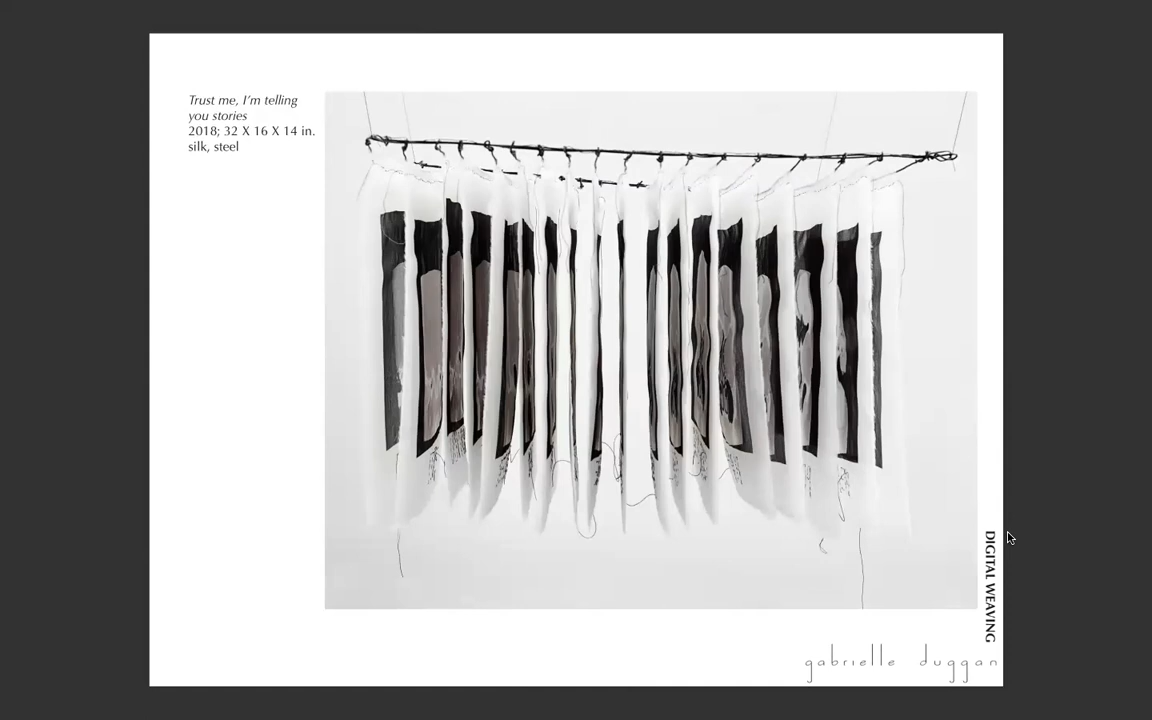 Trust me, I'm telling
you stories
2018; 32 X 16 X 14 in.
silk, steel
DIGITAL WEAVING
gabrielle duggan